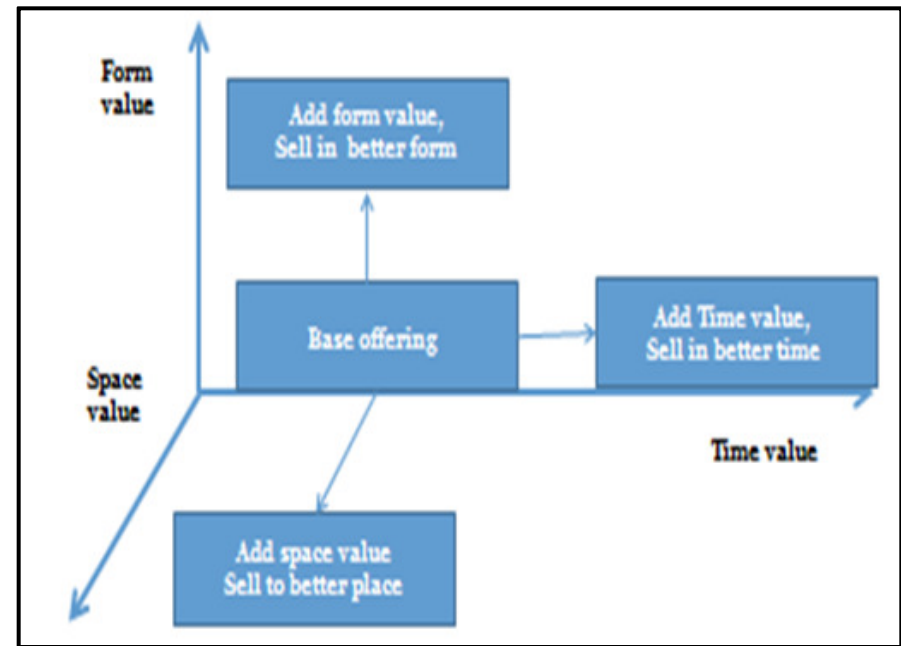 Form
value
Add form value,
Sell in better form
Base offering
Add Time value,
Sell in better time
Space
value
Time value
Add space value
Sell to better place